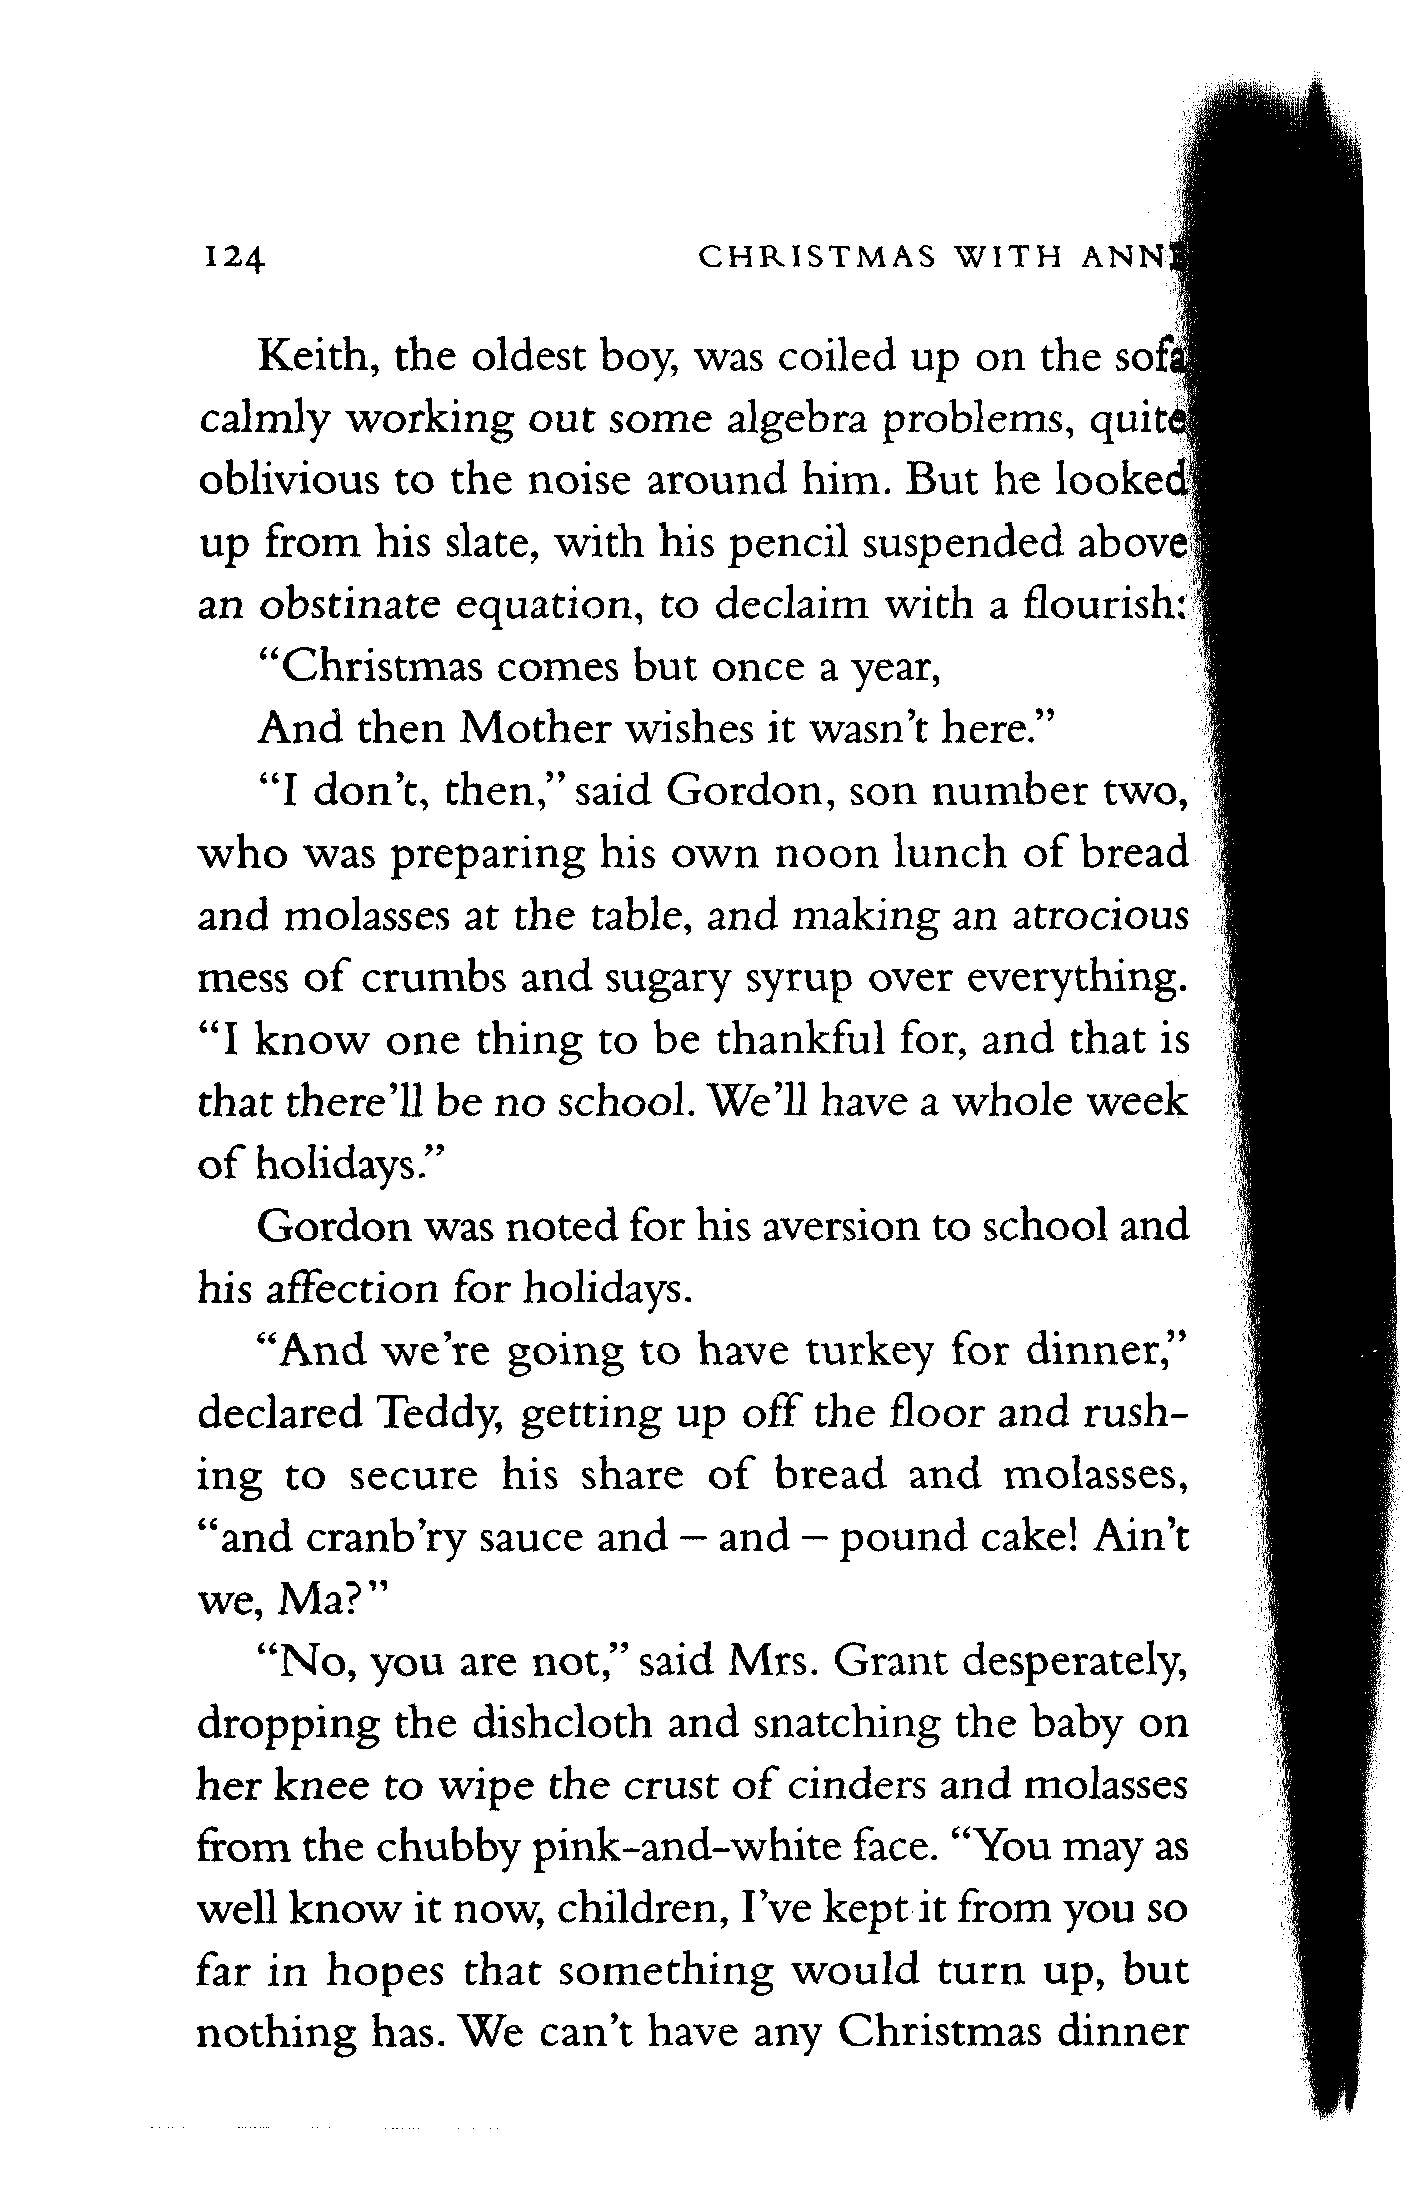 124 CHRISTMAS WITH ANNE
Keith, the oldest boy, was coiled up on the sofa
calmly working out some algebra problems, quite
oblivious to the noise around him. But he looked
up from his slate, with his pencil suspended above
an obstinate equation, to declaim with a flourish:
“Christmas comes but once a year,
And then Mother wishes it wasn’t here.”
“I don’t, then,” said Gordon, son number two,
who was preparing his own noon lunch of bread
and molasses at the table, and making an atrocious
mess of crumbs and sugary syrup over everything.
“I know one thing to be thankful for, and that is
that there’ll be no school. We’ll have a whole week
of holidays.”
Gordon was noted for his aversion to school and
his affection for holidays.
“And we’re going to have turkey for dinner,”
declared Teddy, getting up off the floor and rush-
ing to secure his share of bread and molasses,
“and cranb’ry sauce and – and – pound cake! Ain’t
we, Ma?”
“No, you are not,” said Mrs. Grant desperately,
dropping the dishcloth and snatching the baby on
her knee to wipe the crust of cinders and molasses
from the chubby pink-and-white face. “You may as
well know it now, children, I’ve kept it from you so
far in hopes that something would turn up, but
nothing has. We can’t have any Christmas dinner